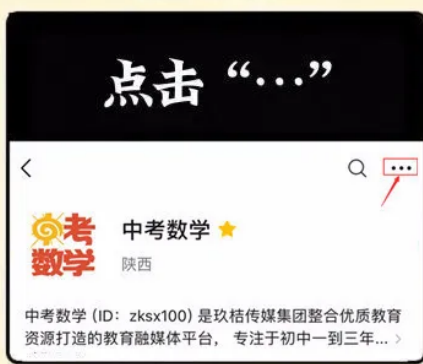 点击“…”
中考
数学
中考数学
陕西
中考数学（ID：zksx100）是玖桔传媒集团整合优质教育
资源打造的教育融媒体平台，专注于初中一到三年...